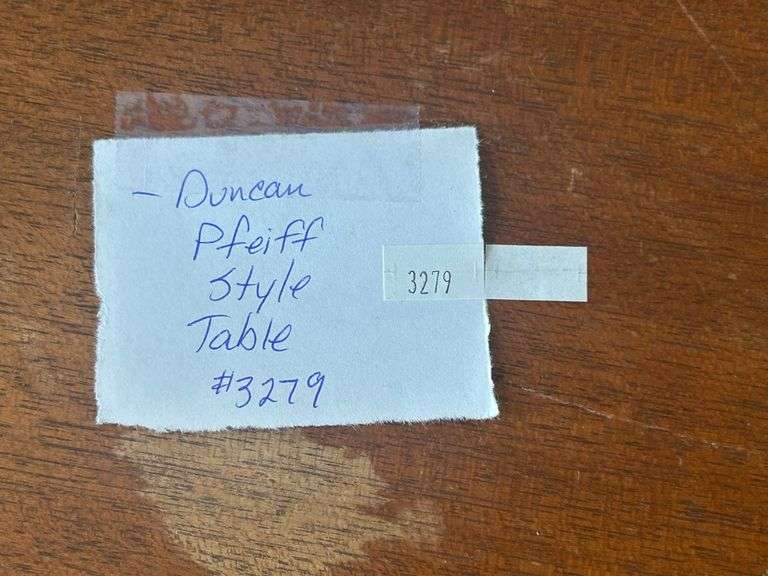 - Duncan
Pfeiff
Style
Table
#3279
3279